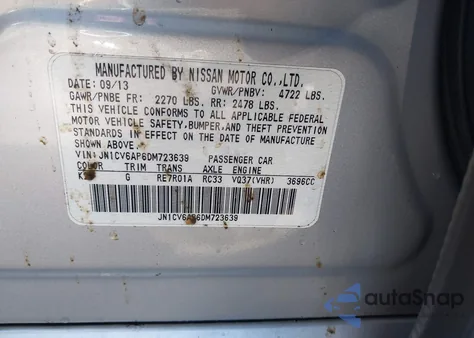 MANUFACTURED BY NISSAN MOTOR CO.,LTD.
DATE: 09/13 GVWR/PNBV: 4722 LBS.
GAWR/PNBE FR: 2270 LBS. RR: 2478 LBS.
THIS VEHICLE CONFORMS TO ALL APPLICABLE FEDERAL
MOTOR VEHICLE SAFETY, BUMPER, AND THEFT PREVENTION
STANDARDS IN EFFECT ON THE DATE OF MANUFACTURE
SHOWN ABOVE.
VIN: JN1CV6AP6DM723639 PASSENGER CAR
COLOR TRIM TRANS AXLE ENGINE
G RE7R01A RC33 VQ37(VHR) 3696CC
JN1CV6AP6DM723639
autoSnap